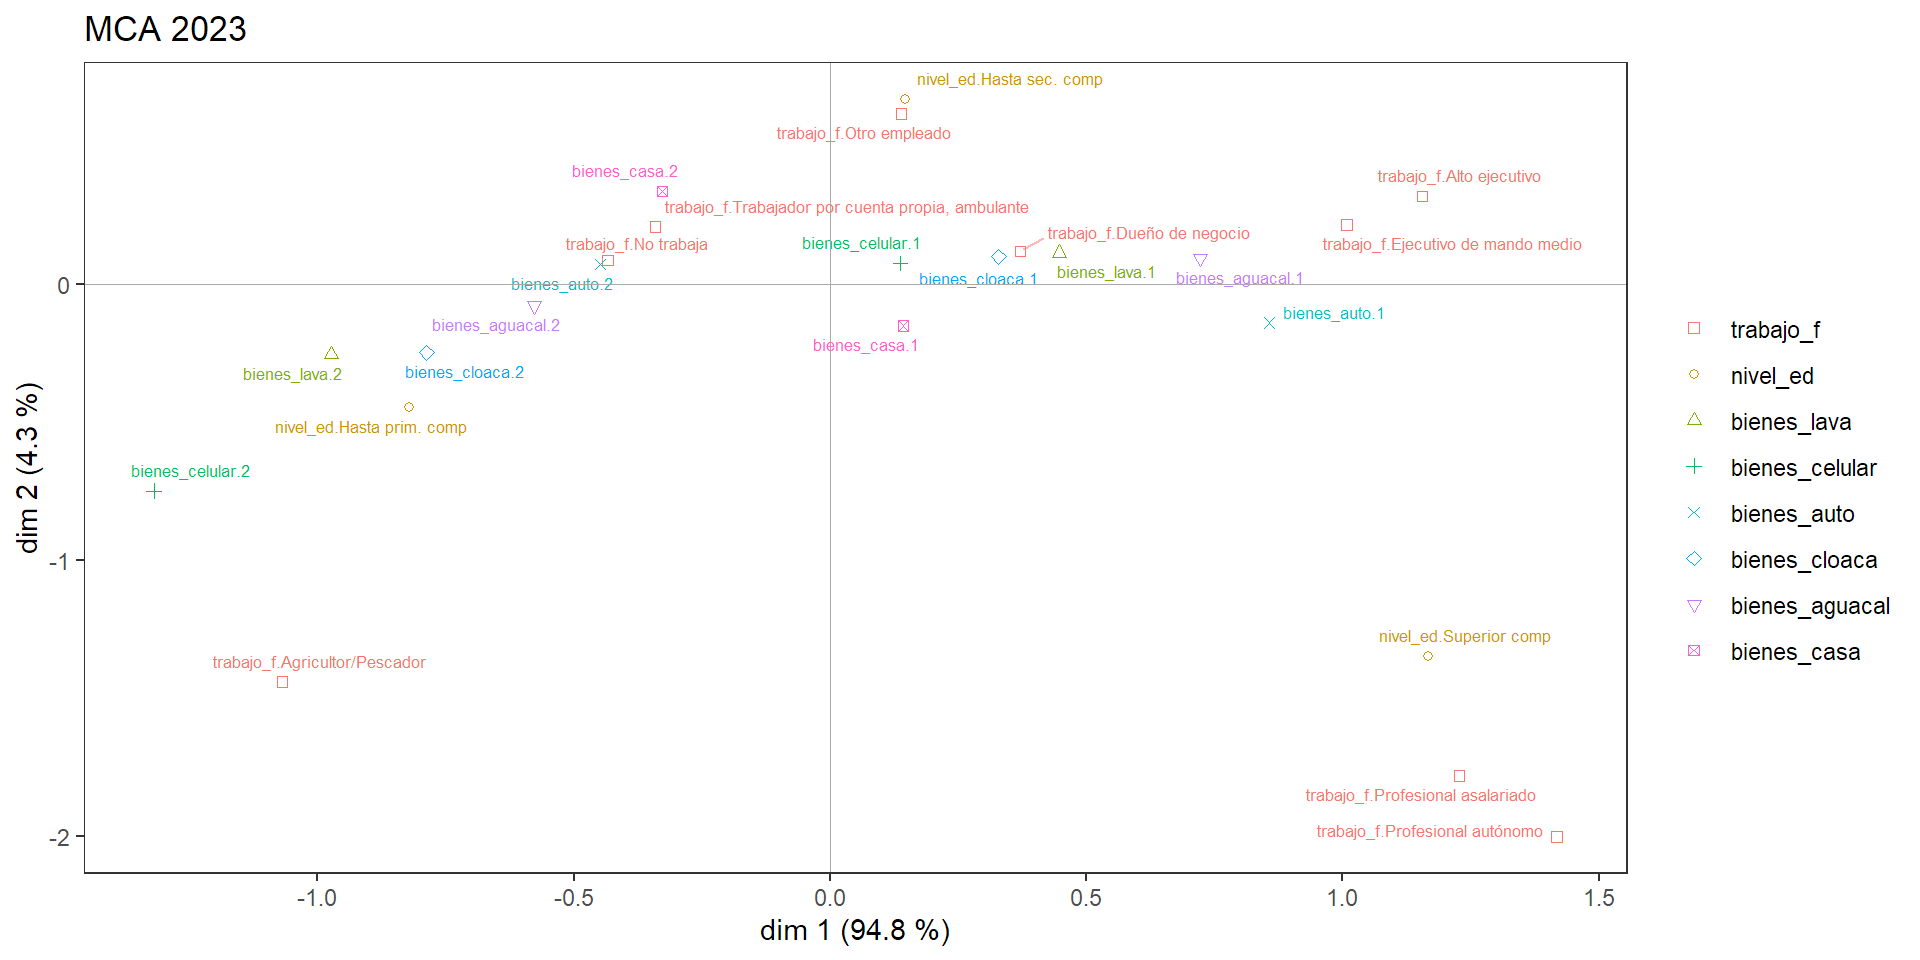 MCA 2023
nivel_ed.Hasta sec. comp
trabajo_f.Otro empleado
bienes_casa.2
trabajo_f.Alto ejecutivo
trabajo_f.Trabajador por cuenta propia, ambulante
trabajo_f.No trabaja
bienes_celular.1
trabajo_f.Dueño de negocio
trabajo_f.Ejecutivo de mando medio
bienes_auto.2
bienes_cloaca.1
bienes_lava.1
bienes_aguacal.1
bienes_aguacal.2
bienes_casa.1
bienes_auto.1
bienes_lava.2
bienes_cloaca.2
nivel_ed.Hasta prim. comp
bienes_celular.2
trabajo_f.Agricultor/Pescador
nivel_ed.Superior comp
trabajo_f.Profesional asalariado
trabajo_f.Profesional autónomo
0
-1
-2
dim 2 (4.3 %)
-1.0
-0.5
0.0
0.5
1.0
1.5
dim 1 (94.8 %)
trabajo_f
nivel_ed
bienes_lava
bienes_celular
bienes_auto
bienes_cloaca
bienes_aguacal
bienes_casa